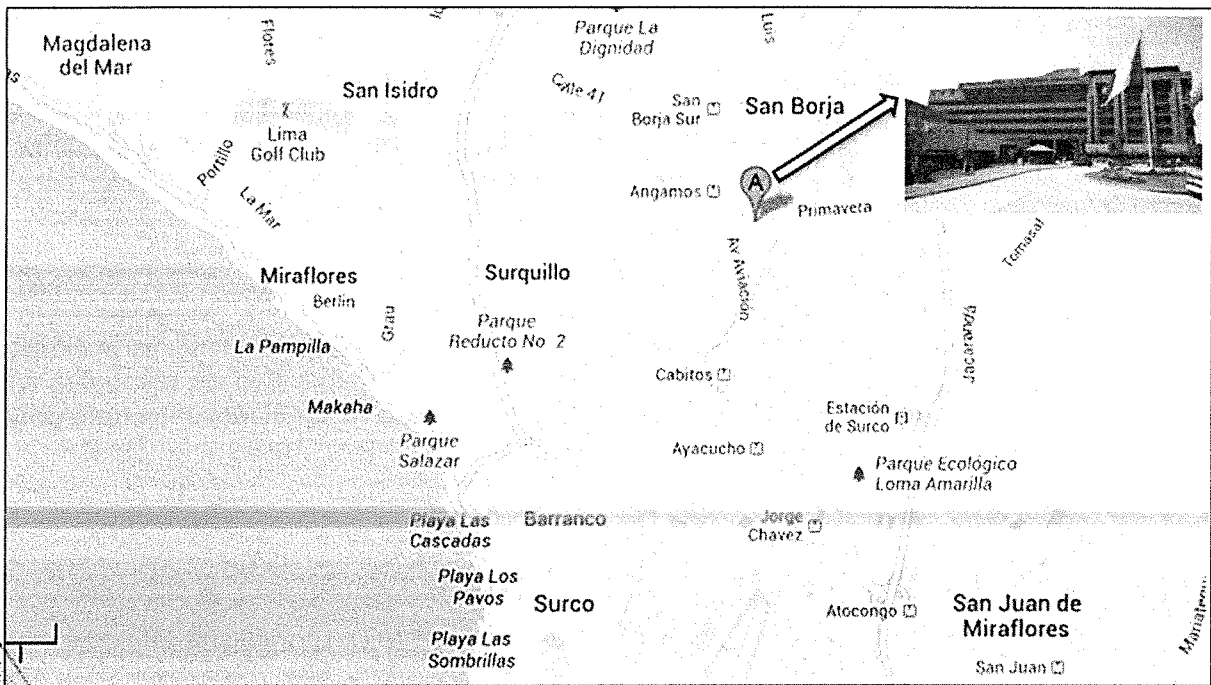 Magdalena
del Mar
Flores
San Isidro
Lima
Golf Club
Portillo
La Mar
Parque La
Dignidad
Calle 41
Luis
San
Borja Sur
San Borja
Angamos
A
Primavera
Av Aviación
Tomasal
Jacaranda
Miraflores
Berlín
Grau
Surquillo
Parque
Reducto No 2
La Pampilla
Makaha
Parque
Salazar
Cabitos
Ayacucho
Estación
de Surco
Parque Ecológico
Loma Amarilla
Playa Las
Cascadas
Barranco
Jorge
Chavez
Playa Los
Pavos
Surco
Atocongo
San Juan de
Miraflores
Playa Las
Sombrillas
San Juan